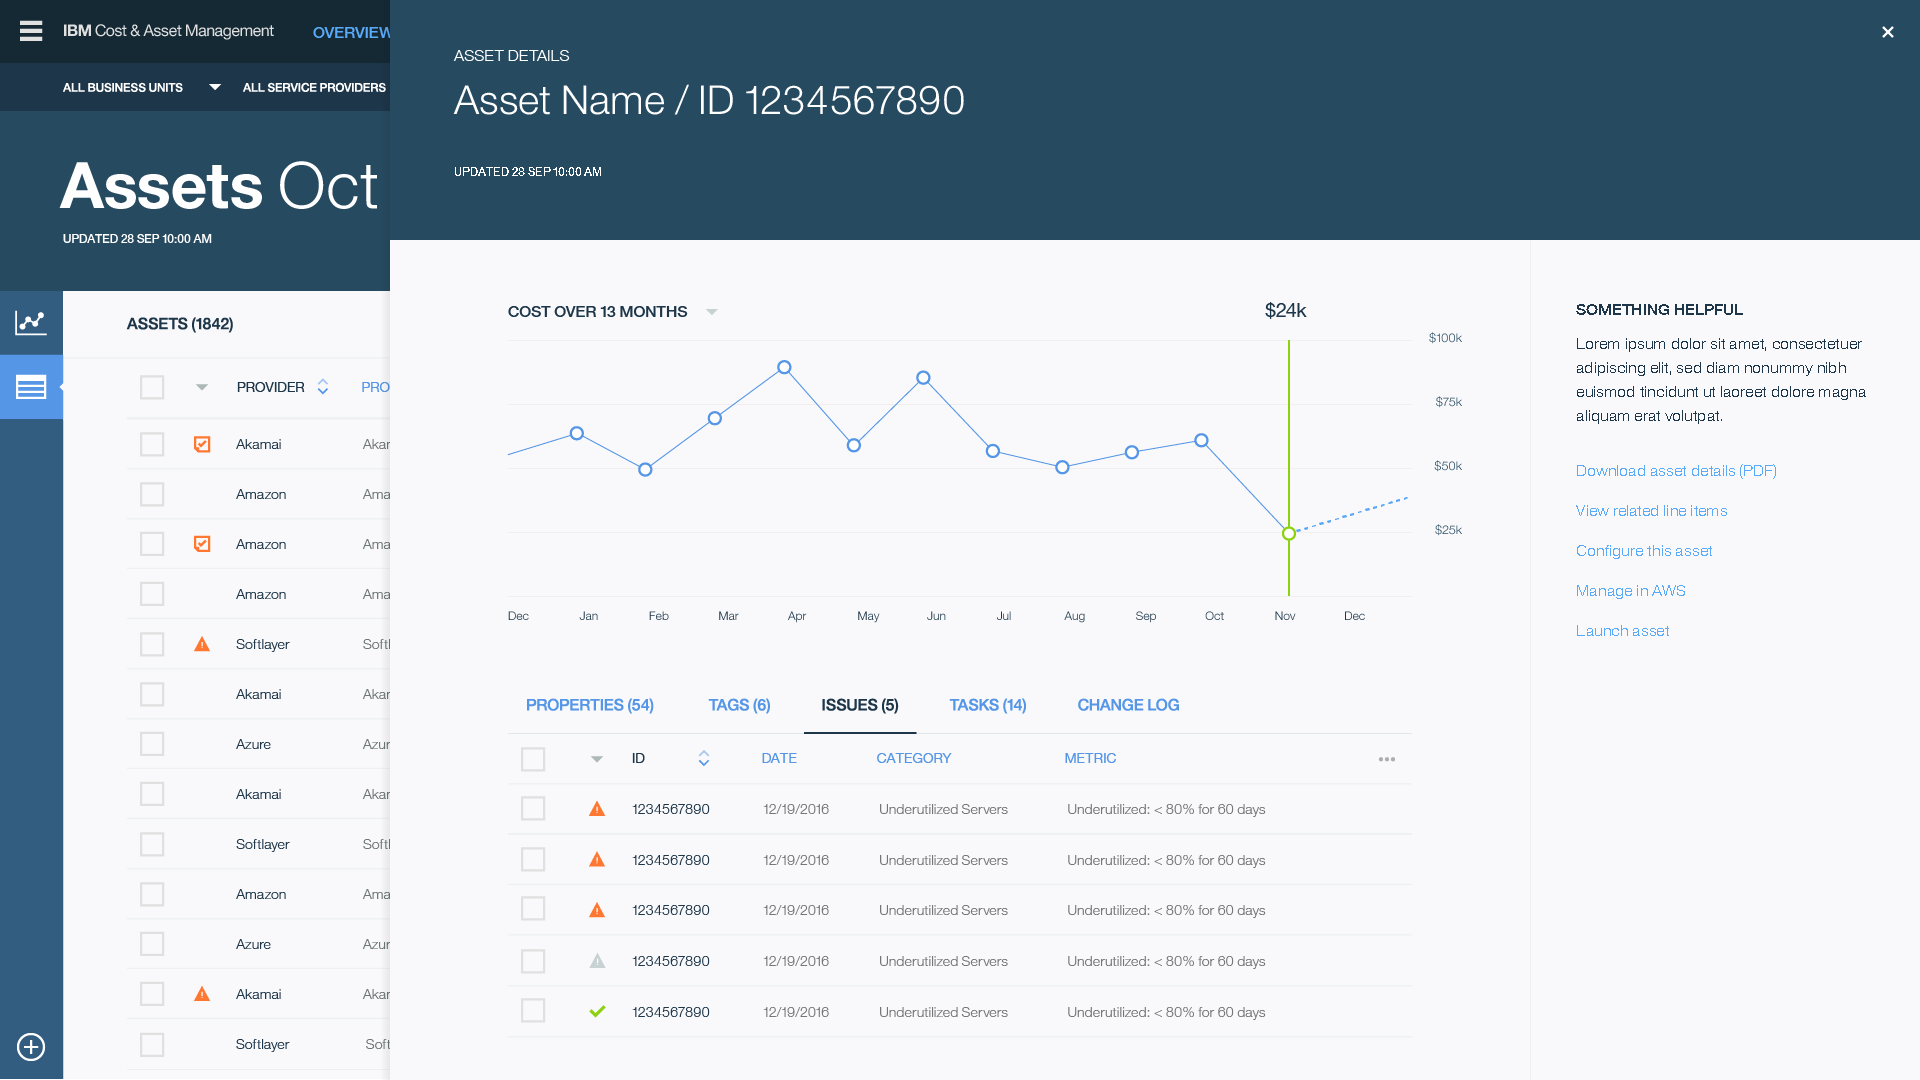 IBM Cost & Asset Management
OVERVIEW
ALL BUSINESS UNITS
ALL SERVICE PROVIDERS
Assets Oct
UPDATED 28 SEP 10:00 AM
ASSETS (1842)
PROVIDER PRO
Akamai Akar
Amazon Ama
Amazon Ama
Amazon Ama
Softlayer Softl
Akamai Akar
Azure Azur
Akamai Akar
Softlayer Softl
Amazon Ama
Azure Azur
Akamai Akar
Softlayer Soft
ASSET DETAILS
Asset Name / ID 1234567890
UPDATED 28 SEP 10:00 AM
COST OVER 13 MONTHS
$24k
$100k
$75k
$50k
$25k
Dec Jan Feb Mar Apr May Jun Jul Aug Sep Oct Nov Dec
PROPERTIES (54) TAGS (6) ISSUES (5) TASKS (14) CHANGE LOG
ID DATE CATEGORY METRIC
1234567890 12/19/2016 Underutilized Servers Underutilized: < 80% for 60 days
1234567890 12/19/2016 Underutilized Servers Underutilized: < 80% for 60 days
1234567890 12/19/2016 Underutilized Servers Underutilized: < 80% for 60 days
1234567890 12/19/2016 Underutilized Servers Underutilized: < 80% for 60 days
1234567890 12/19/2016 Underutilized Servers Underutilized: < 80% for 60 days
SOMETHING HELPFUL
Lorem ipsum dolor sit amet, consectetuer
adipiscing elit, sed diam nonummy nibh
euismod tincidunt ut laoreet dolore magna
aliquam erat volutpat.
Download asset details (PDF)
View related line items
Configure this asset
Manage in AWS
Launch asset